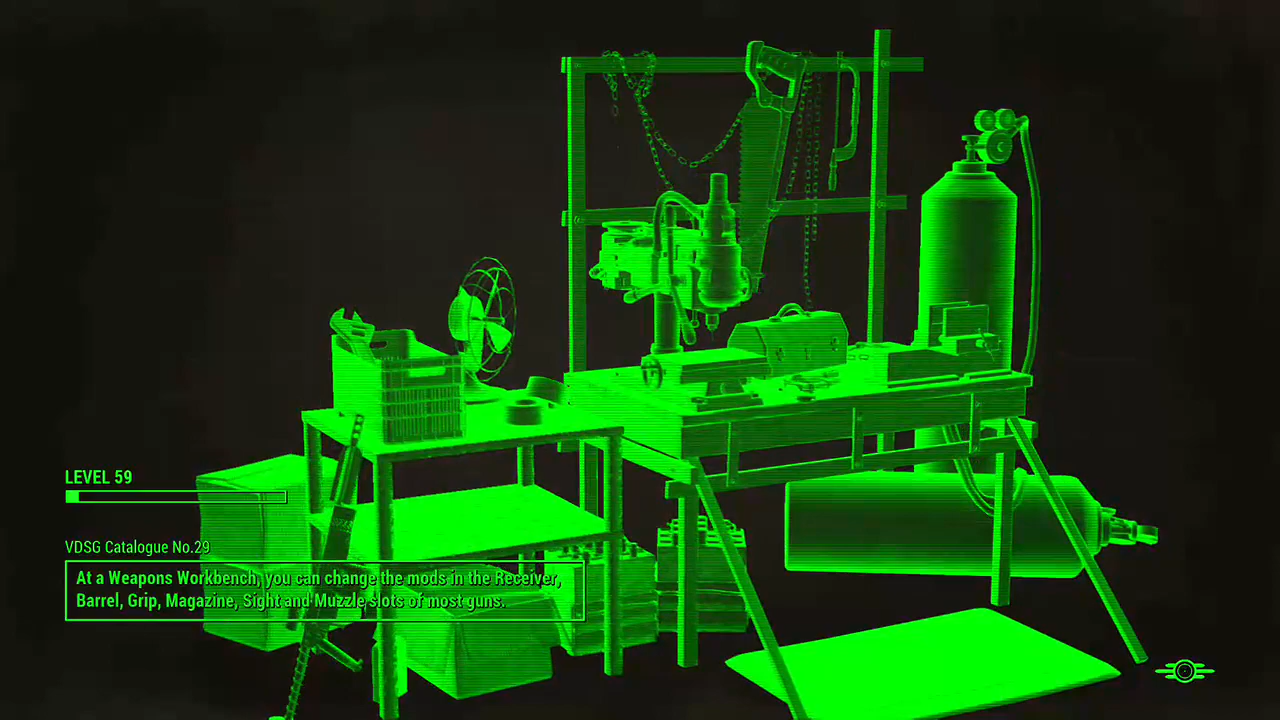 LEVEL 59
VDSG Catalogue No.29
At a Weapons Workbench, you can change the mods in the Receiver,
Barrel, Grip, Magazine, Sight and Muzzle slots of most guns.